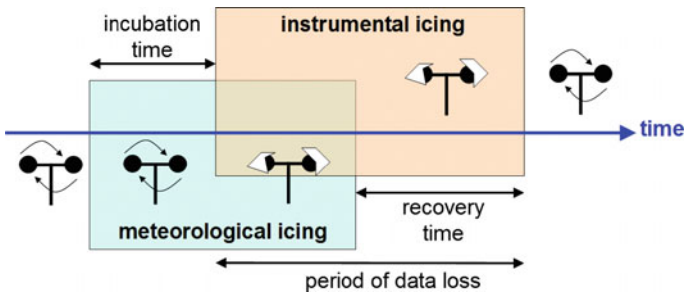 incubation
time
instrumental icing
time
meteorological icing
recovery
time
period of data loss